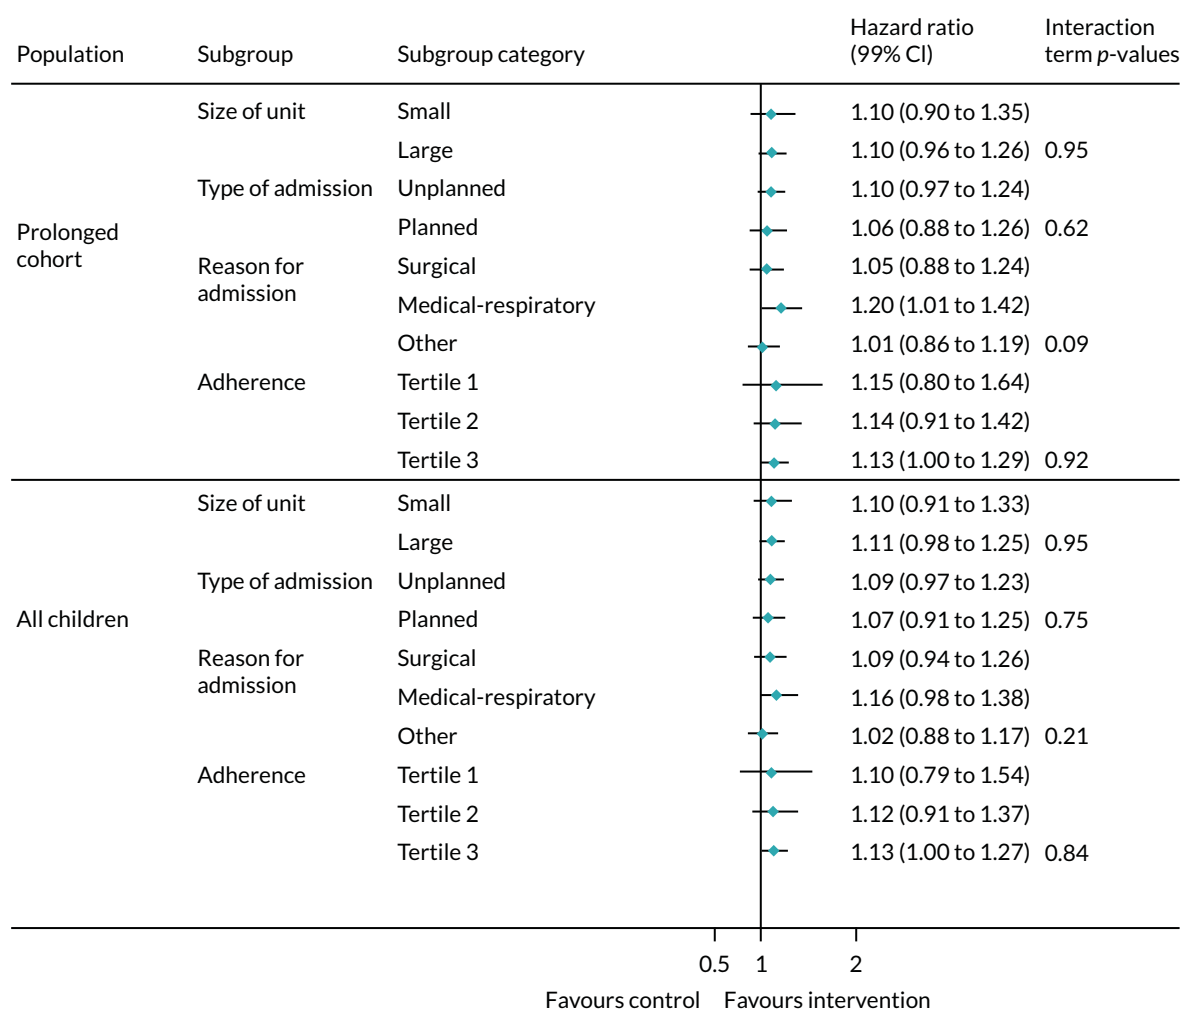 Population Subgroup Subgroup category Hazard ratio (99% CI) Interaction term p-values
Size of unit Small 1.10 (0.90 to 1.35)
Large 1.10 (0.96 to 1.26) 0.95
Type of admission Unplanned 1.10 (0.97 to 1.24)
Prolonged cohort
Planned 1.06 (0.88 to 1.26) 0.62
Reason for admission Surgical 1.05 (0.88 to 1.24)
Medical-respiratory 1.20 (1.01 to 1.42)
Other 1.01 (0.86 to 1.19) 0.09
Adherence Tertile 1 1.15 (0.80 to 1.64)
Tertile 2 1.14 (0.91 to 1.42)
Tertile 3 1.13 (1.00 to 1.29) 0.92
Size of unit Small 1.10 (0.91 to 1.33)
Large 1.11 (0.98 to 1.25) 0.95
Type of admission Unplanned 1.09 (0.97 to 1.23)
All children Planned 1.07 (0.91 to 1.25) 0.75
Reason for admission Surgical 1.09 (0.94 to 1.26)
Medical-respiratory 1.16 (0.98 to 1.38)
Other 1.02 (0.88 to 1.17) 0.21
Adherence Tertile 1 1.10 (0.79 to 1.54)
Tertile 2 1.12 (0.91 to 1.37)
Tertile 3 1.13 (1.00 to 1.27) 0.84
0.5 1 2
Favours control Favours intervention